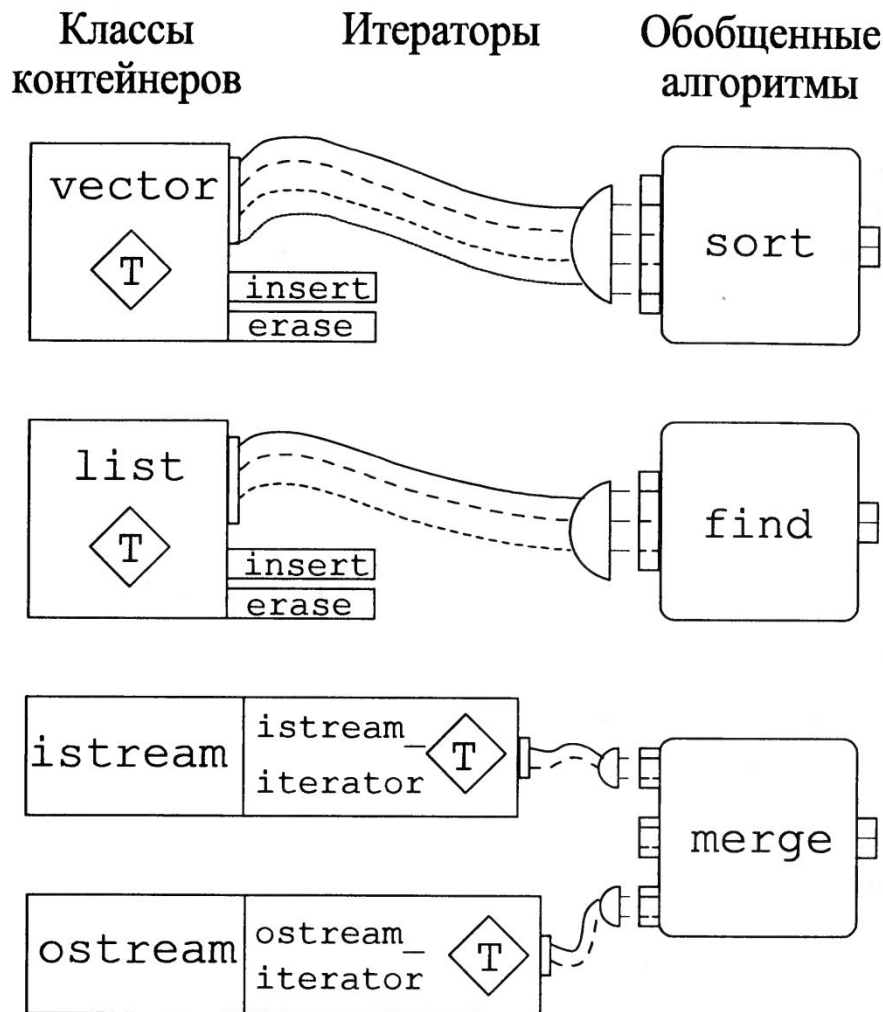 Классы
контейнеров
Итераторы
Обобщенные
алгоритмы
vector
T
insert
erase
sort
list
T
insert
erase
find
istream
istream_
iterator
T
merge
ostream
ostream_
iterator
T